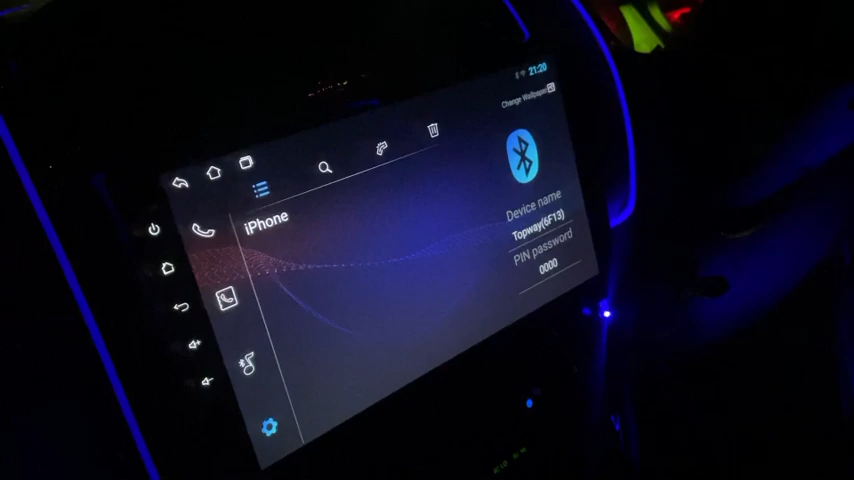 21:20
Change Wallpaper
iPhone
Device name
Topway(6F13)
PIN password
0000